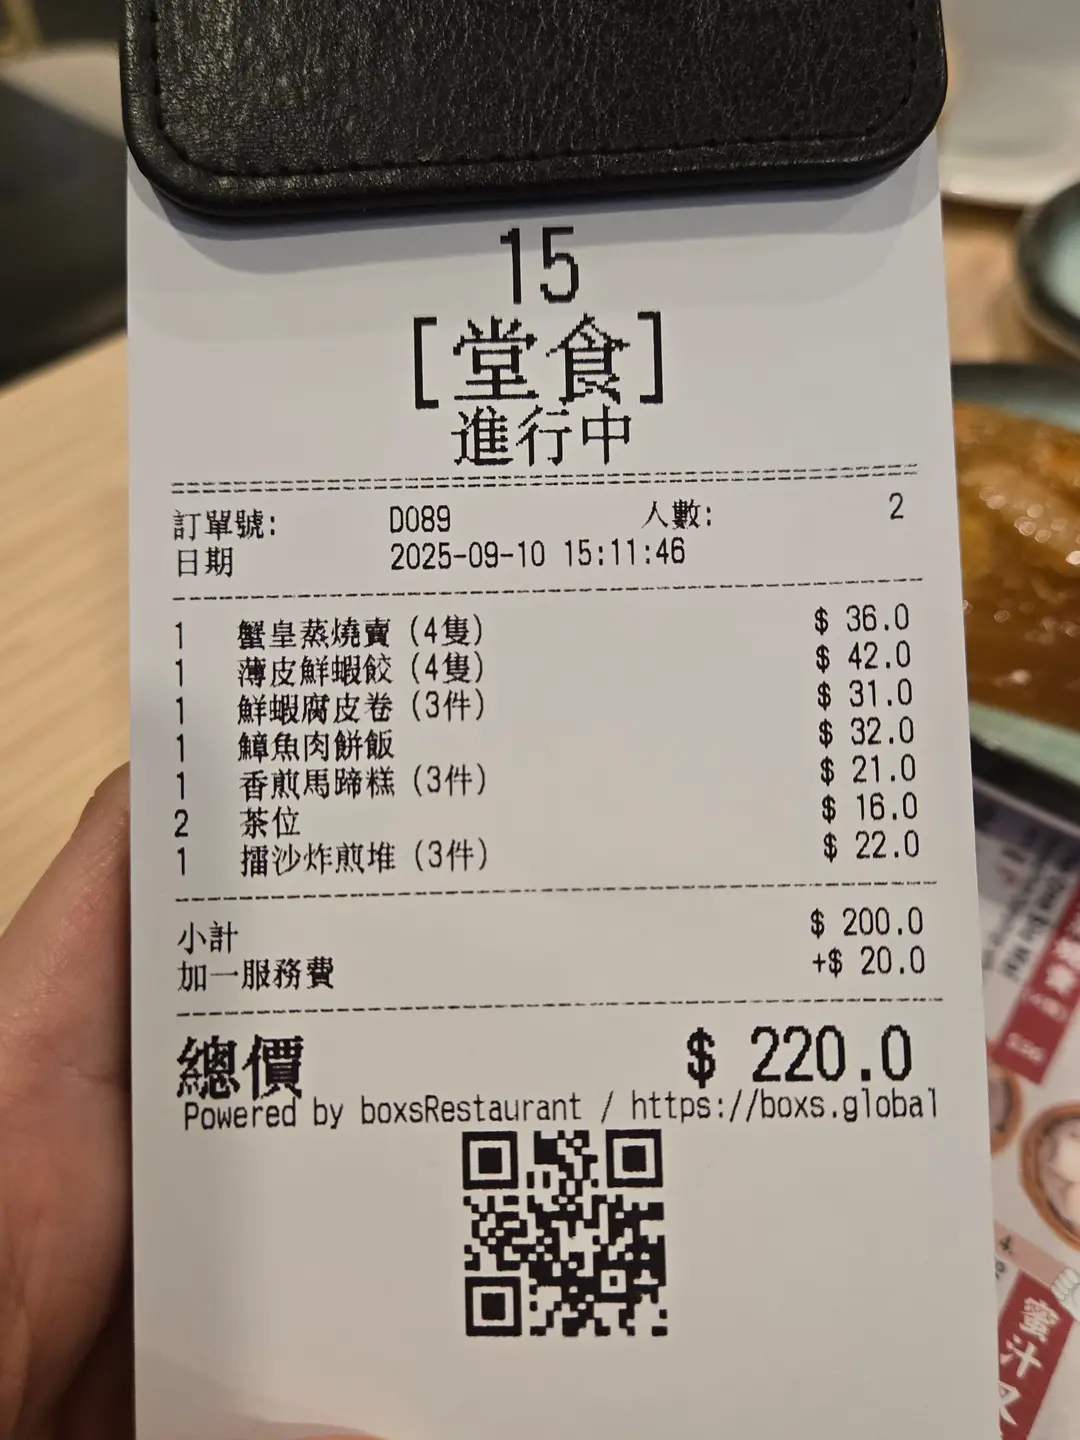 15
[堂食]
進行中
訂單號: D089 人數: 2
日期 2025-09-10 15:11:46
1 蟹皇蒸燒賣 (4隻) $ 36.0
1 薄皮鮮蝦餃 (4隻) $ 42.0
1 鮮蝦腐皮卷 (3件) $ 31.0
1 鱆魚肉餅飯 $ 32.0
1 香煎馬蹄糕 (3件) $ 21.0
2 茶位 $ 16.0
1 擂沙炸煎堆 (3件) $ 22.0
小計 $ 200.0
加一服務費 +$ 20.0
總價 $ 220.0
Powered by boxsRestaurant / https://boxs.global
蜜汁